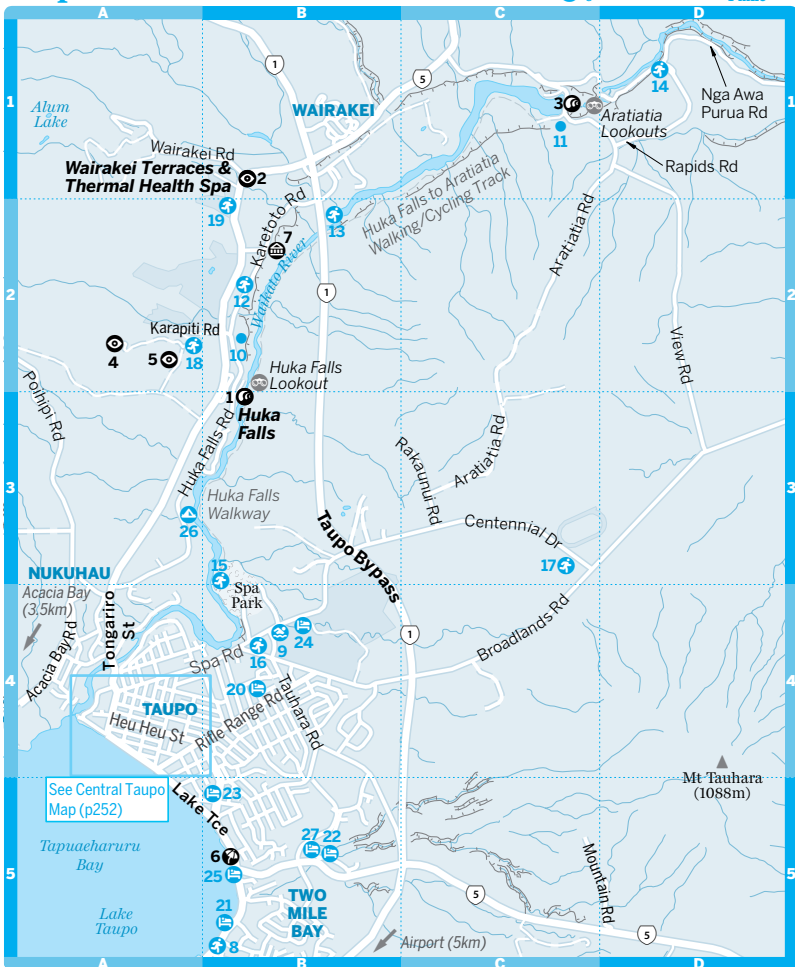 A
B
C
D
1
1
5
WAIRAKEI
3
14
Nga Awa
Purua Rd
1
Alum
Lake
Aratiatia
Lookouts
11
Rapids Rd
Wairakei Rd
Wairakei Terraces &
Thermal Health Spa
2
19
Karetoto Rd
7
13
Huka Falls to Aratiatia
Walking/Cycling Track
Aratiatia Rd
2
12
Waikato River
1
2
Karapiti Rd
4
5
18
10
View Rd
Huka Falls
Lookout
Poihipi Rd
1
Huka
Falls
Huka Falls Rd
Rakaunui Rd
Aratiatia Rd
3
Huka Falls
Walkway
26
Taupo Bypass
Centennial Dr
3
17
NUKUHAU
15
Spa
Park
Acacia Bay
(3.5km)
Tongariro
St
Acacia Bay Rd
24
9
16
1
Broadlands Rd
4
Spa Rd
20
Tauhara Rd
4
TAUPO
Rifle Range Rd
Heu Heu St
Mt Tauhara
(1088m)
See Central Taupo
Map (p252)
Lake Tce
23
Tapuaeharuru
Bay
6
27
22
25
Mountain Rd
5
5
5
21
TWO
MILE
BAY
Lake
Taupo
8
Airport (5km)
5
A
B
C
D